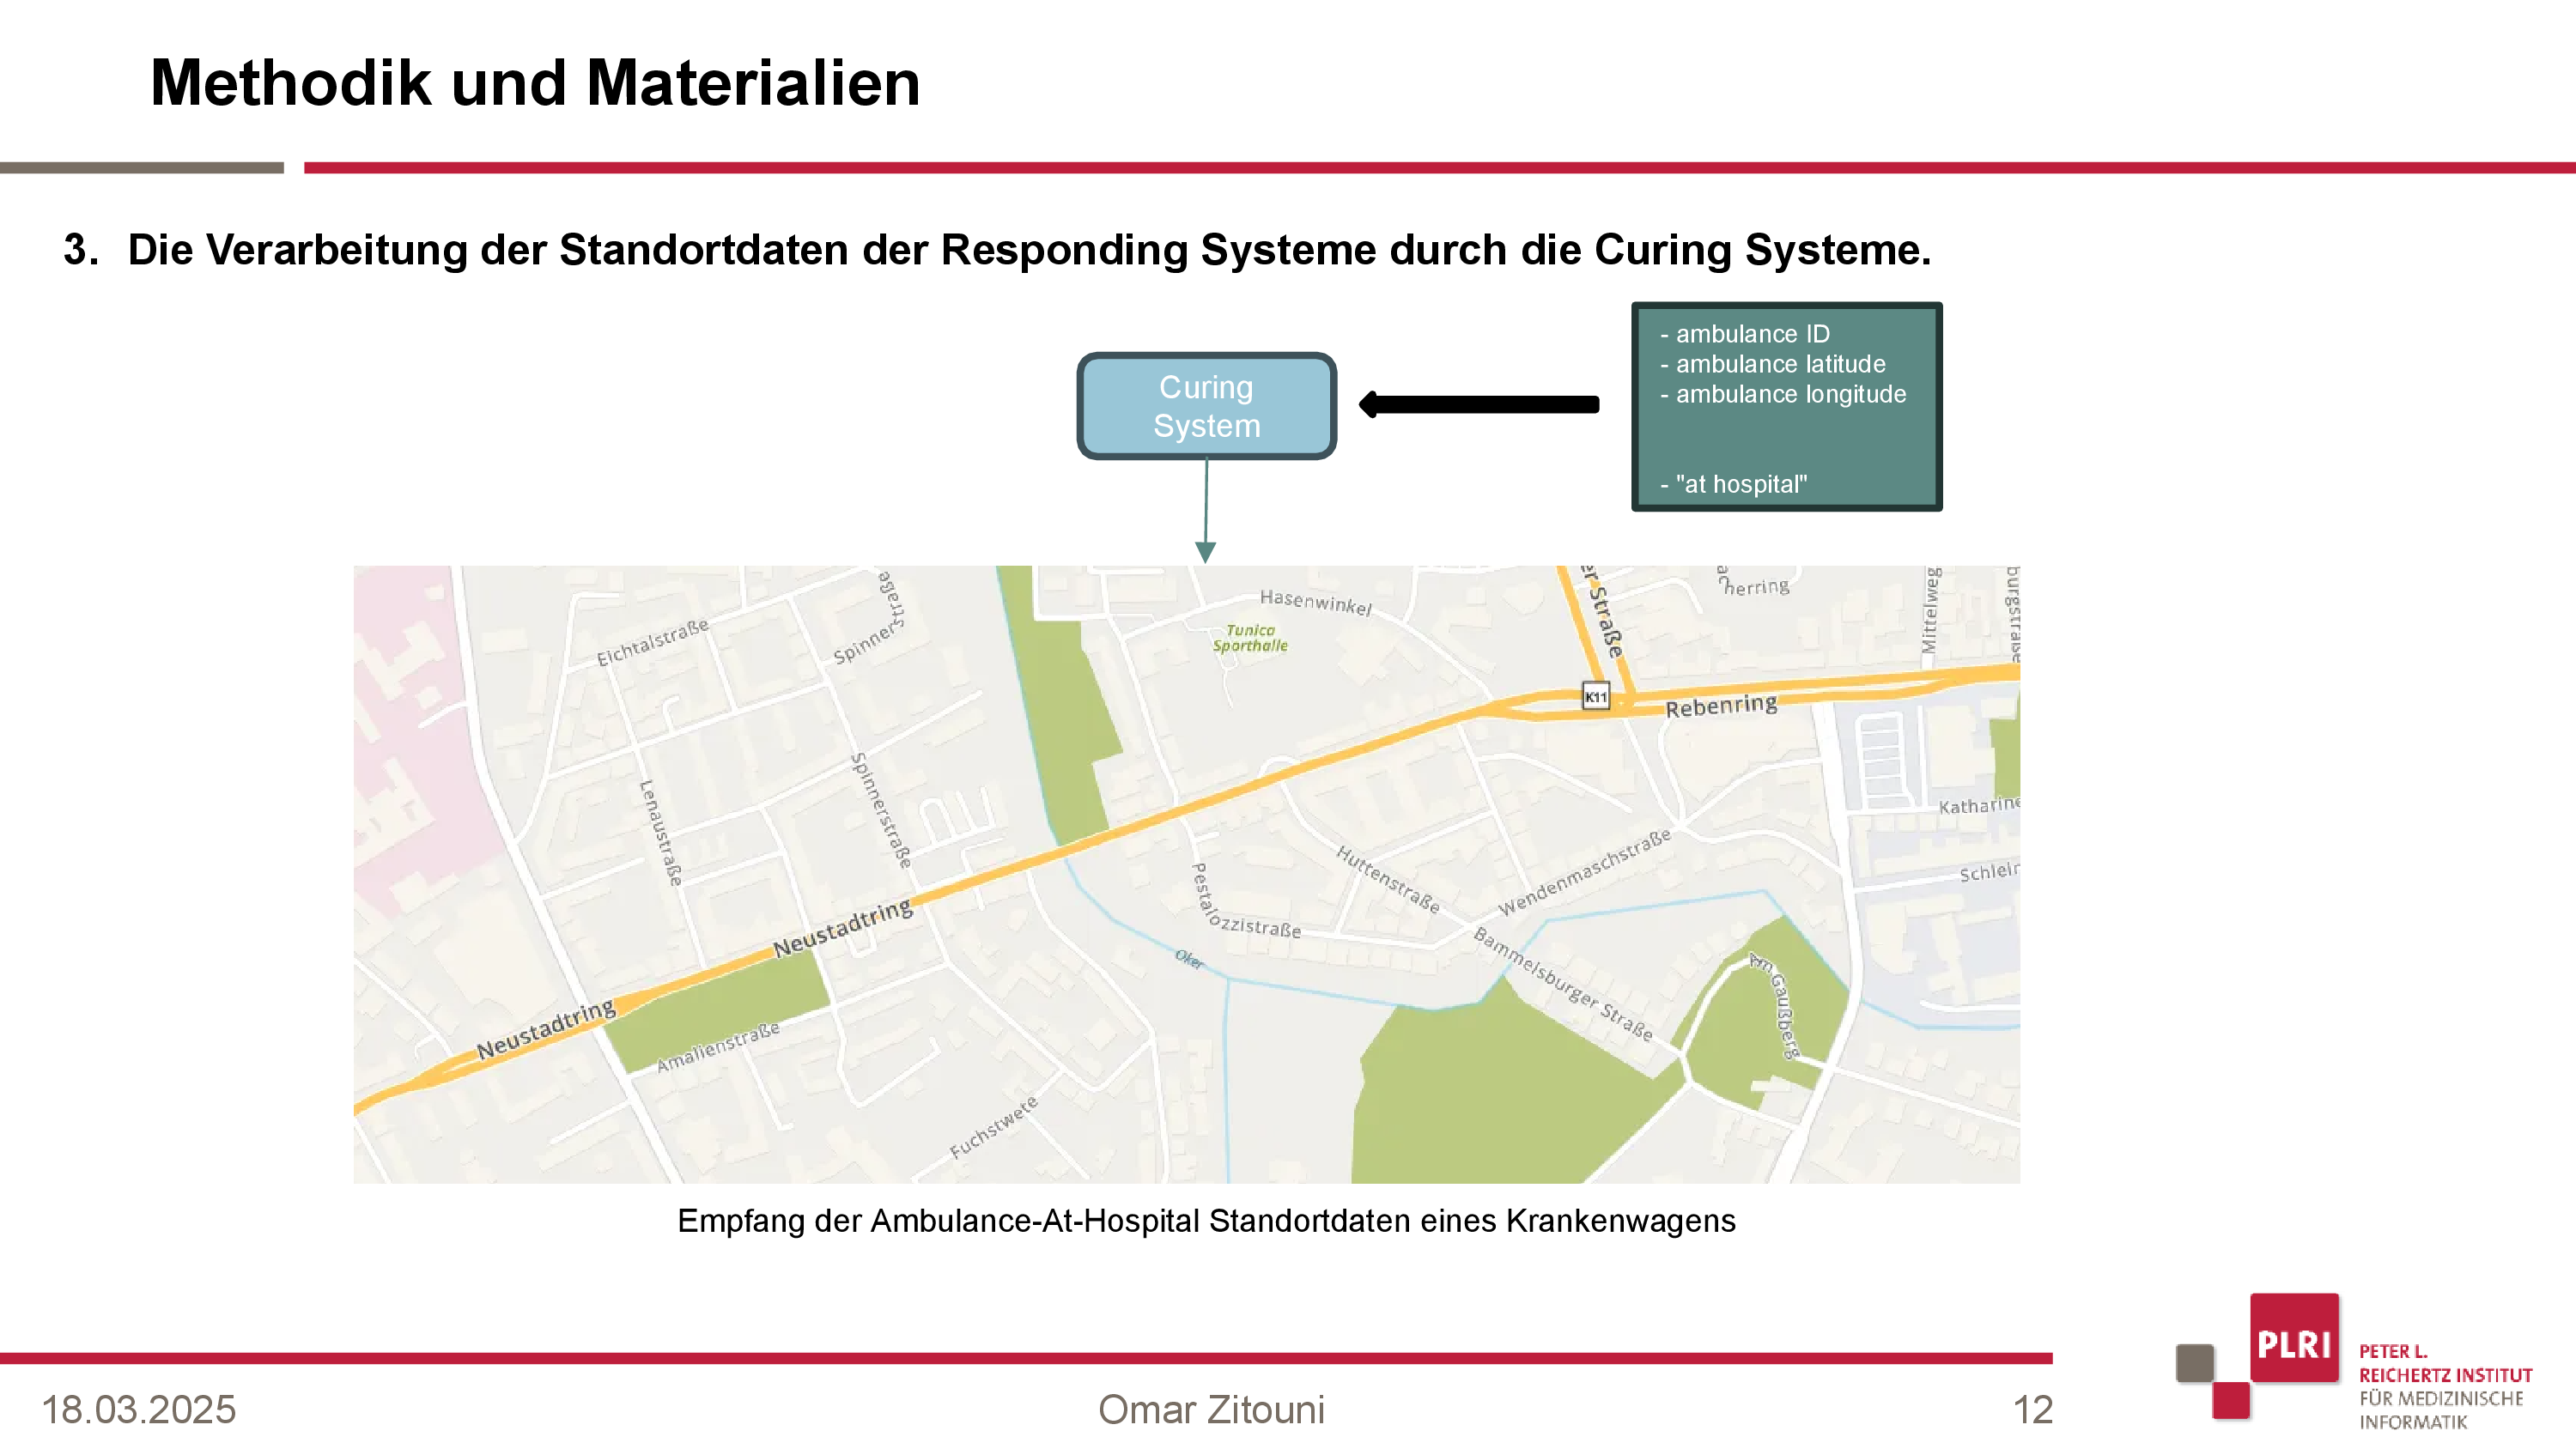 Methodik und Materialien
3. Die Verarbeitung der Standortdaten der Responding Systeme durch die Curing Systeme.
- ambulance ID
- ambulance latitude
- ambulance longitude
- "at hospital"
Curing
System
Eichtalstraße
Spinnerstraße
Hasenwinkel
Tunica
Sporthalle
er Straße
herring
Mittelweg
burgstraße
K11
Rebenring
Lenaustraße
Spinnerstraße
Katharine
Huttenstraße
Wendenmaschstraße
Schlein
Pestalozzistraße
Neustadtring
Oker
Bammelsburger Straße
Am Gaußberg
Neustadtring
Amalienstraße
Fuchstwete
Empfang der Ambulance-At-Hospital Standortdaten eines Krankenwagens
18.03.2025
Omar Zitouni
12
PLRI
PETER L.
REICHERTZ INSTITUT
FÜR MEDIZINISCHE
INFORMATIK